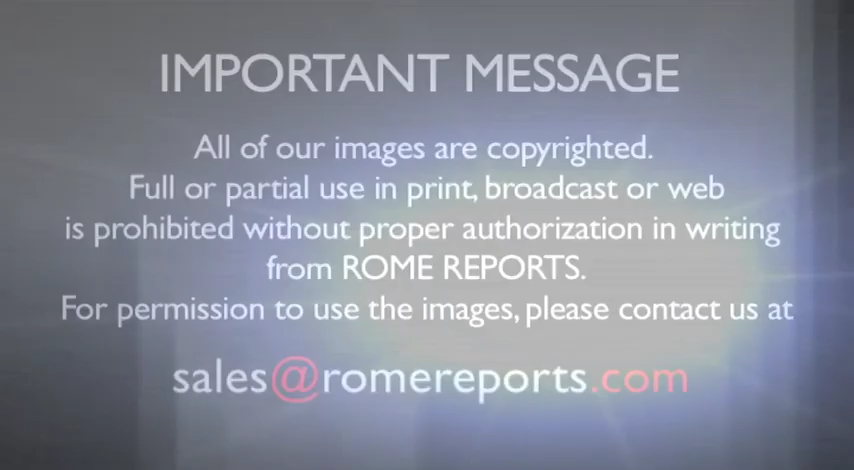 IMPORTANT MESSAGE
All of our images are copyrighted.
Full or partial use in print, broadcast or web
is prohibited without proper authorization in writing
from ROME REPORTS.
For permission to use the images, please contact us at
sales@romereports.com